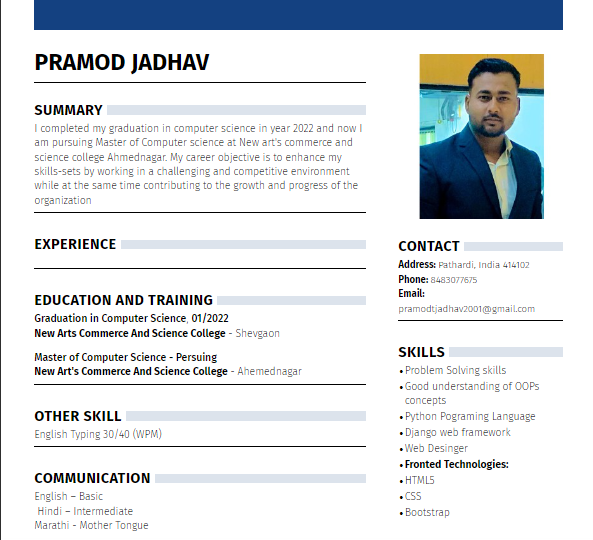 PRAMOD JADHAV
SUMMARY
I completed my graduation in computer science in year 2022 and now I
am pursuing Master of Computer science at New art's commerce and
science college Ahmednagar. My career objective is to enhance my
skills-sets by working in a challenging and competitive environment
while at the same time contributing to the growth and progress of the
organization
EXPERIENCE
EDUCATION AND TRAINING
Graduation in Computer Science, 01/2022
New Arts Commerce And Science College - Shevgaon
Master of Computer Science - Persuing
New Art's Commerce And Science College - Ahemednagar
OTHER SKILL
English Typing 30/40 (WPM)
COMMUNICATION
English – Basic
Hindi – Intermediate
Marathi - Mother Tongue
CONTACT
Address: Pathardi, India 414102
Phone: 8483077675
Email:
pramodtjadhav2001@gmail.com
SKILLS
• Problem Solving skills
• Good understanding of OOPs
concepts
• Python Pograming Language
• Django web framework
• Web Desinger
• Fronted Technologies:
• HTML5
• CSS
• Bootstrap